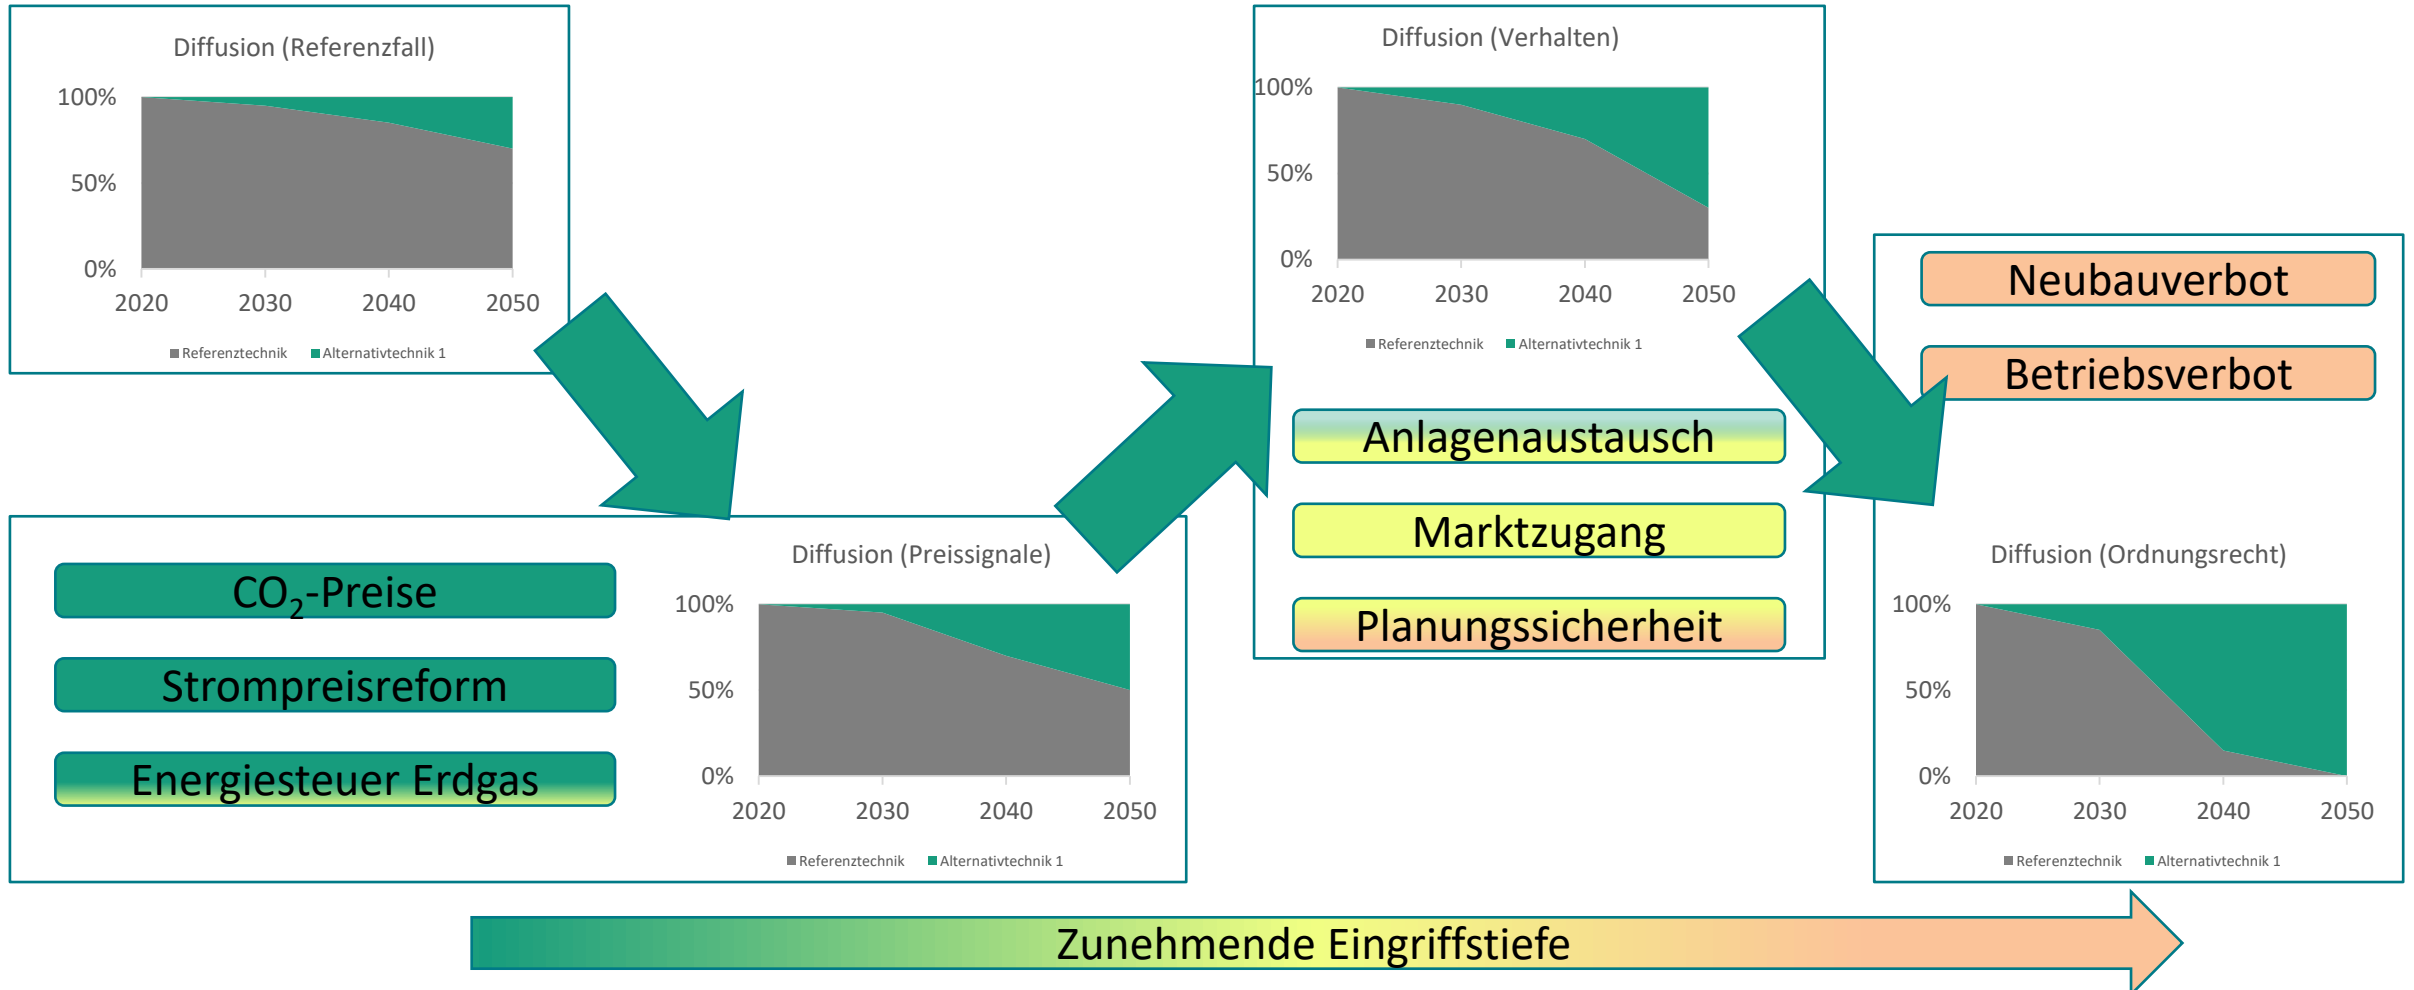 Diffusion (Referenzfall)
100%
50%
0%
2020 2030 2040 2050
Referenztechnik Alternativtechnik 1
CO₂-Preise
Strompreisreform
Energiesteuer Erdgas
Diffusion (Preissignale)
100%
50%
0%
2020 2030 2040 2050
Referenztechnik Alternativtechnik 1
Diffusion (Verhalten)
100%
50%
0%
2020 2030 2040 2050
Referenztechnik Alternativtechnik 1
Anlagenaustausch
Marktzugang
Planungssicherheit
Neubauverbot
Betriebsverbot
Diffusion (Ordnungsrecht)
100%
50%
0%
2020 2030 2040 2050
Referenztechnik Alternativtechnik 1
Zunehmende Eingriffstiefe